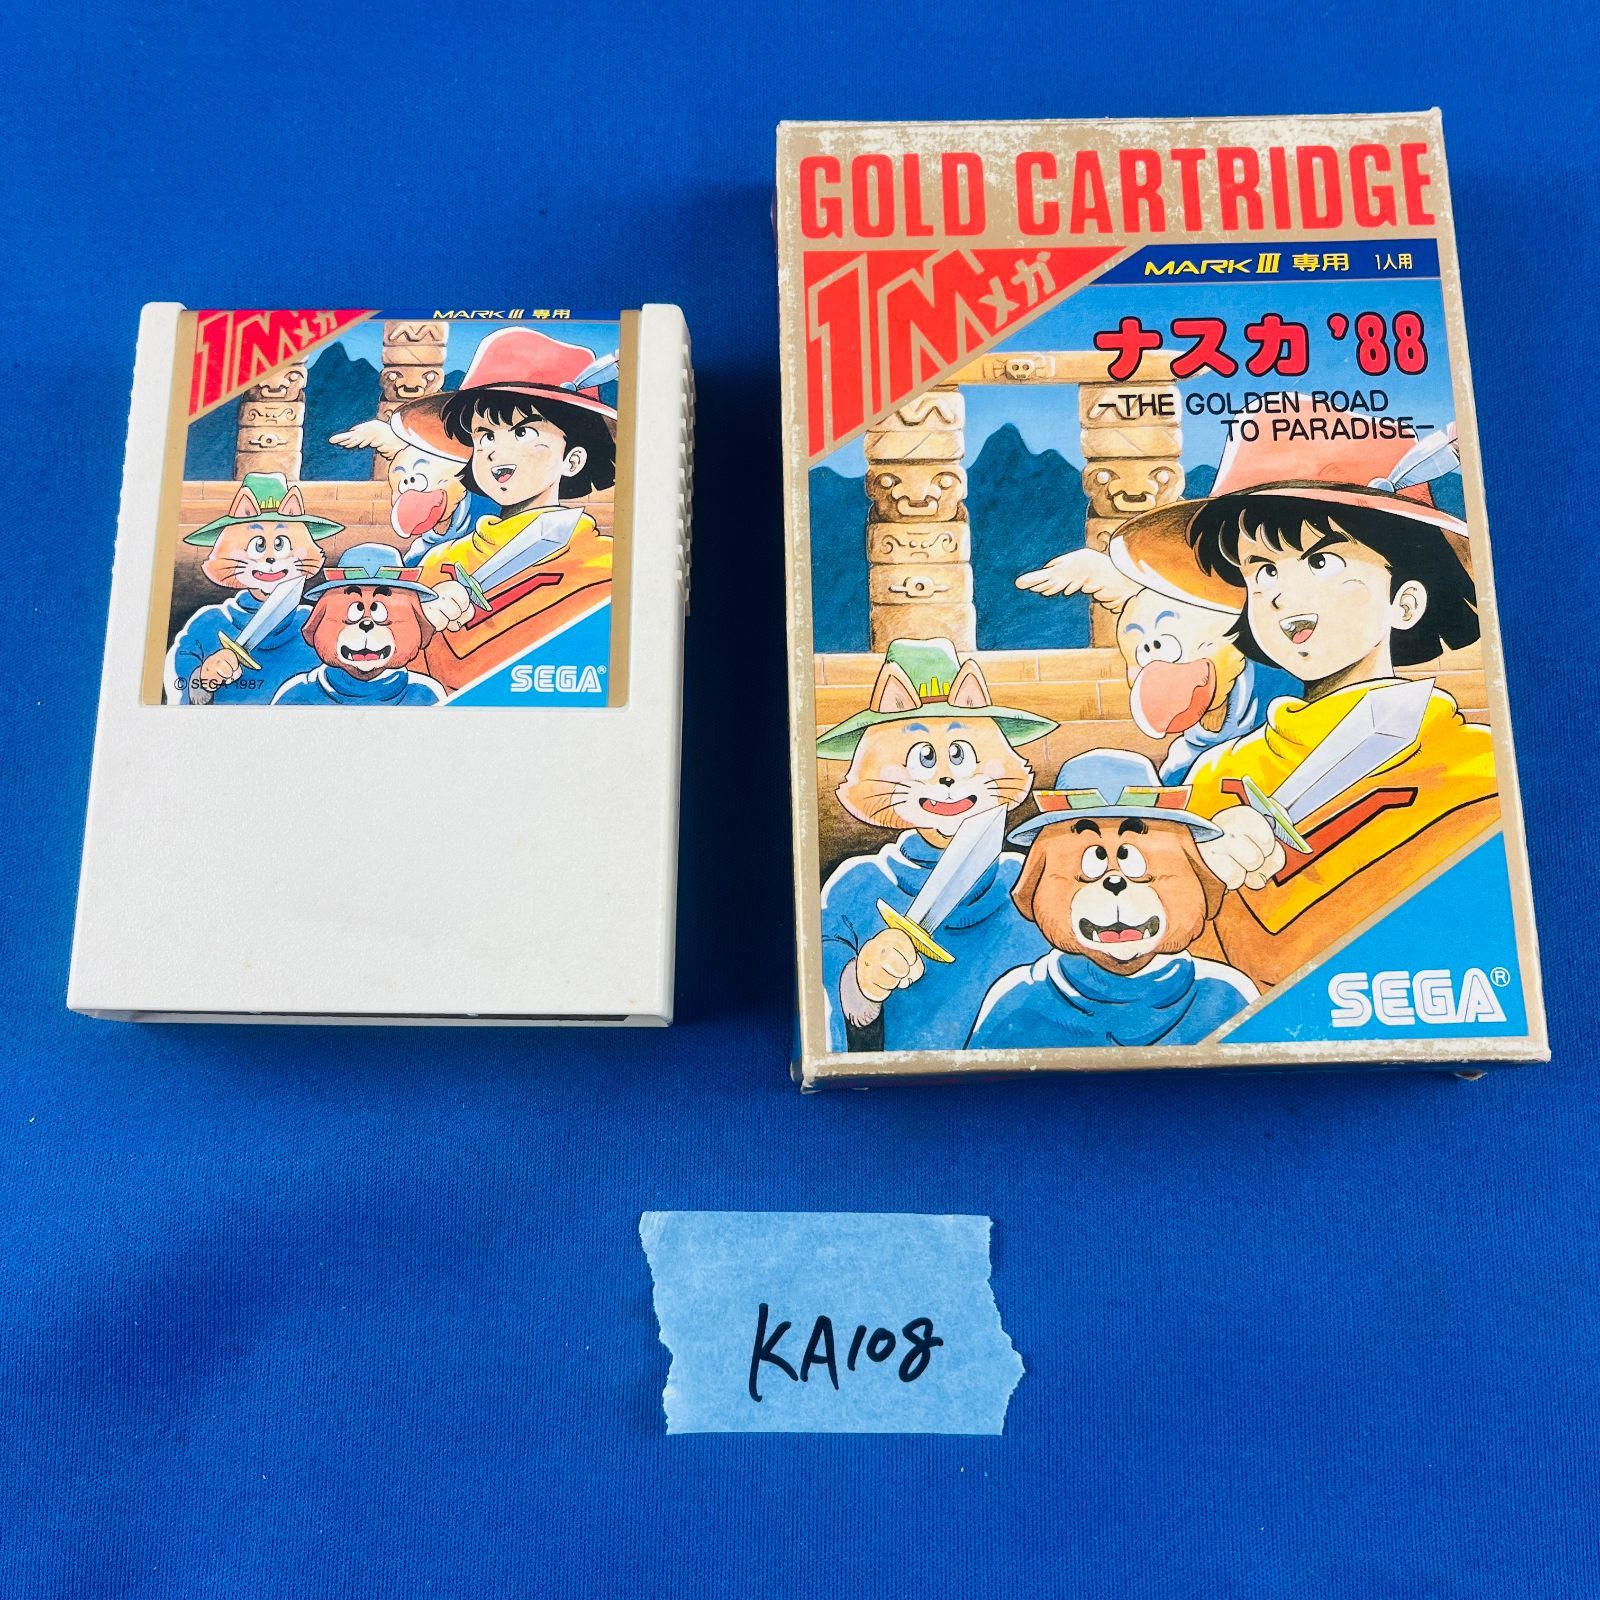 GOLD CARTRIDGE
1Mメガ
MARK III 専用 1人用
ナスカ '88
-THE GOLDEN ROAD
TO PARADISE-
SEGA®
1Mメガ
MARK III 専用
© SEGA 1987
SEGA®
KA108